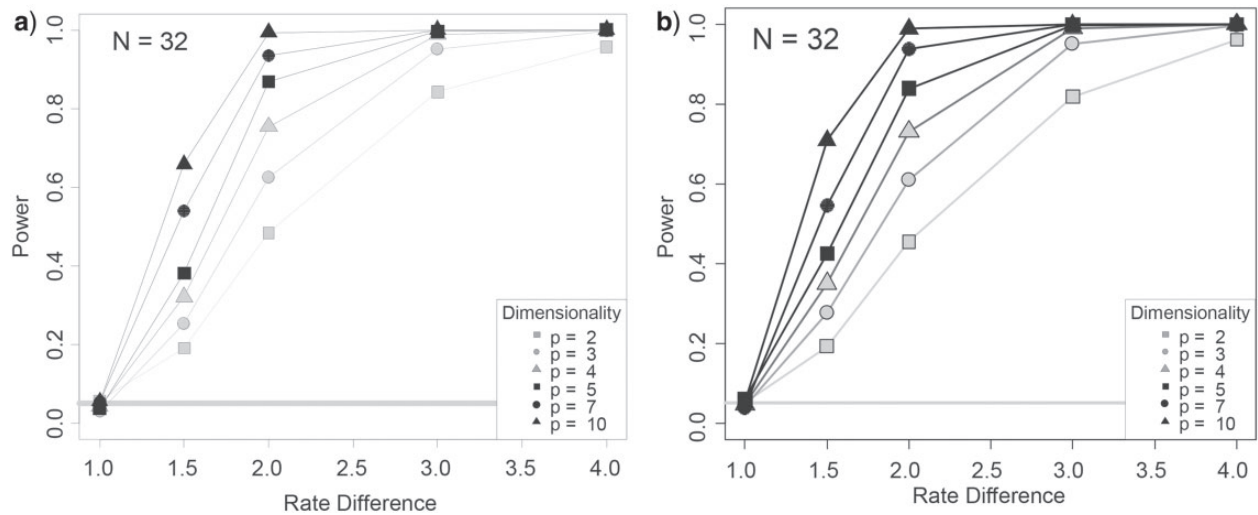 a)
N = 32
Power
1.0
0.8
0.6
0.4
0.2
0.0
Dimensionality
p = 2
p = 3
p = 4
p = 5
p = 7
p = 10
1.0 1.5 2.0 2.5 3.0 3.5 4.0
Rate Difference
b)
N = 32
Power
1.0
0.8
0.6
0.4
0.2
0.0
Dimensionality
p = 2
p = 3
p = 4
p = 5
p = 7
p = 10
1.0 1.5 2.0 2.5 3.0 3.5 4.0
Rate Difference